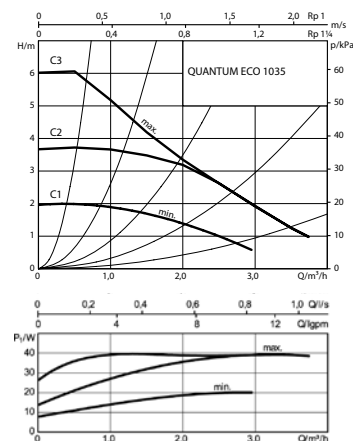 0 0,5 1,0 1,5 2,0 Rp 1 m/s
0 0,4 0,8 1,2 Rp 1¼
H/m p/kPa
QUANTUM ECO 1035
C3
C2
C1
max.
min.
6 5 4 3 2 1 0
60 50 40 30 20 10 0
0 1,0 2,0 3,0 Q/m³/h
0 0,2 0,4 0,6 0,8 1,0 Q/l/s
0 4 8 12 Q/Igpm
P₁/W
40
30
20
10
0
max.
min.
0 1,0 2,0 3,0 Q/m³/h